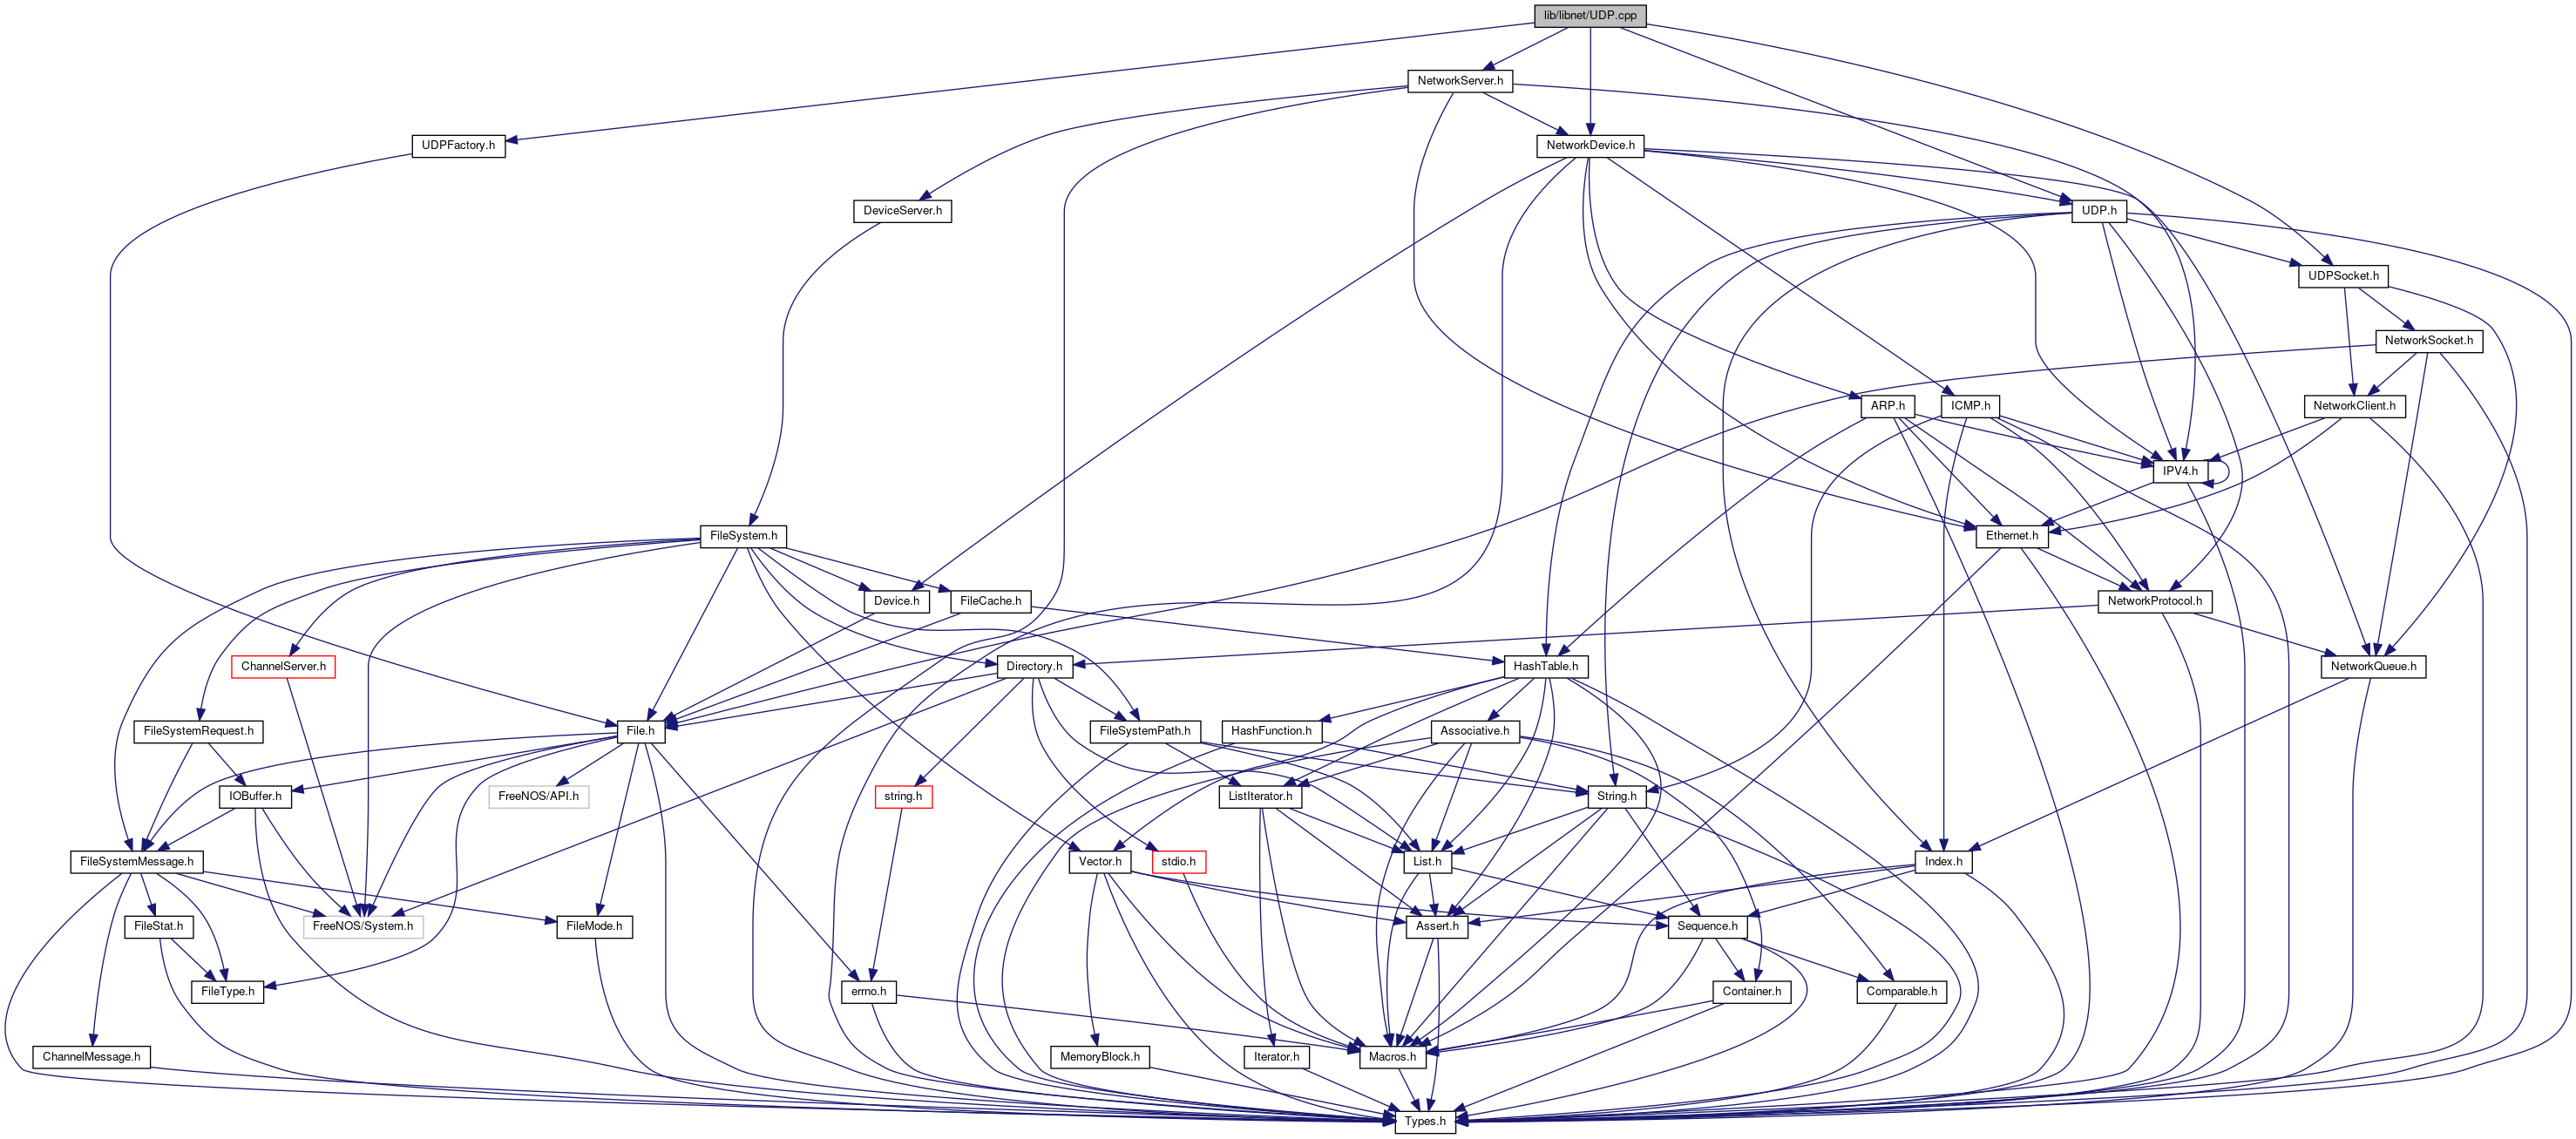 lib/libnet/UDP.cpp
NetworkServer.h
UDPFactory.h
NetworkDevice.h
DeviceServer.h
UDP.h
UDPSocket.h
NetworkSocket.h
ARP.h
ICMP.h
NetworkClient.h
IPV4.h
FileSystem.h
Ethernet.h
Device.h
FileCache.h
NetworkProtocol.h
ChannelServer.h
Directory.h
HashTable.h
NetworkQueue.h
FileSystemRequest.h
File.h
FileSystemPath.h
HashFunction.h
Associative.h
IOBuffer.h
FreeNOS/API.h
string.h
ListIterator.h
String.h
FileSystemMessage.h
Vector.h
stdio.h
List.h
Index.h
FileStat.h
FreeNOS/System.h
FileMode.h
Assert.h
Sequence.h
FileType.h
errno.h
Container.h
Comparable.h
ChannelMessage.h
MemoryBlock.h
Iterator.h
Macros.h
Types.h